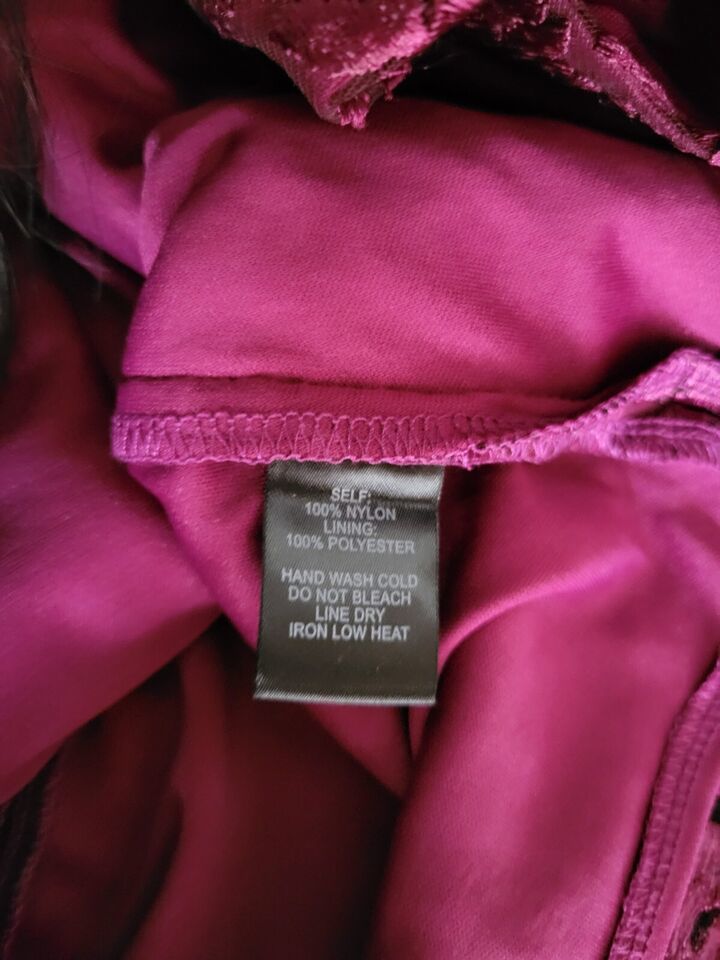 SELF:
100% NYLON
LINING:
100% POLYESTER
HAND WASH COLD
DO NOT BLEACH
LINE DRY
IRON LOW HEAT